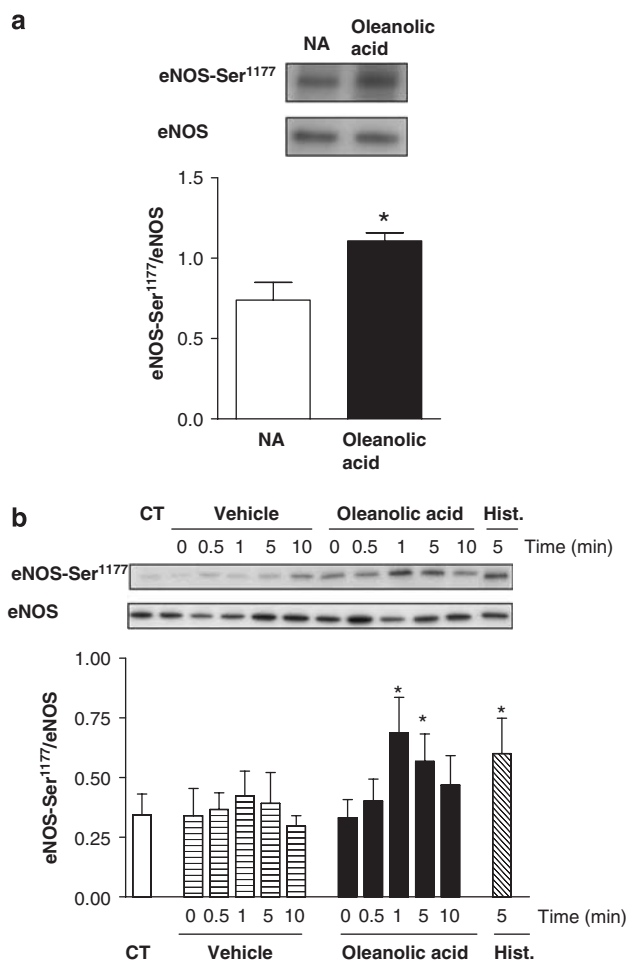 a
NA Oleanolic acid
eNOS-Ser¹¹⁷⁷
eNOS
eNOS-Ser¹¹⁷⁷/eNOS
1.5
1.0
0.5
0.0
*
NA Oleanolic acid
b
CT Vehicle Oleanolic acid Hist.
0 0.5 1 5 10 0 0.5 1 5 10 5 Time (min)
eNOS-Ser¹¹⁷⁷
eNOS
eNOS-Ser¹¹⁷⁷/eNOS
1.00
0.75
0.50
0.25
0.00
* * *
0 0.5 1 5 10 0 0.5 1 5 10 5 Time (min)
CT Vehicle Oleanolic acid Hist.